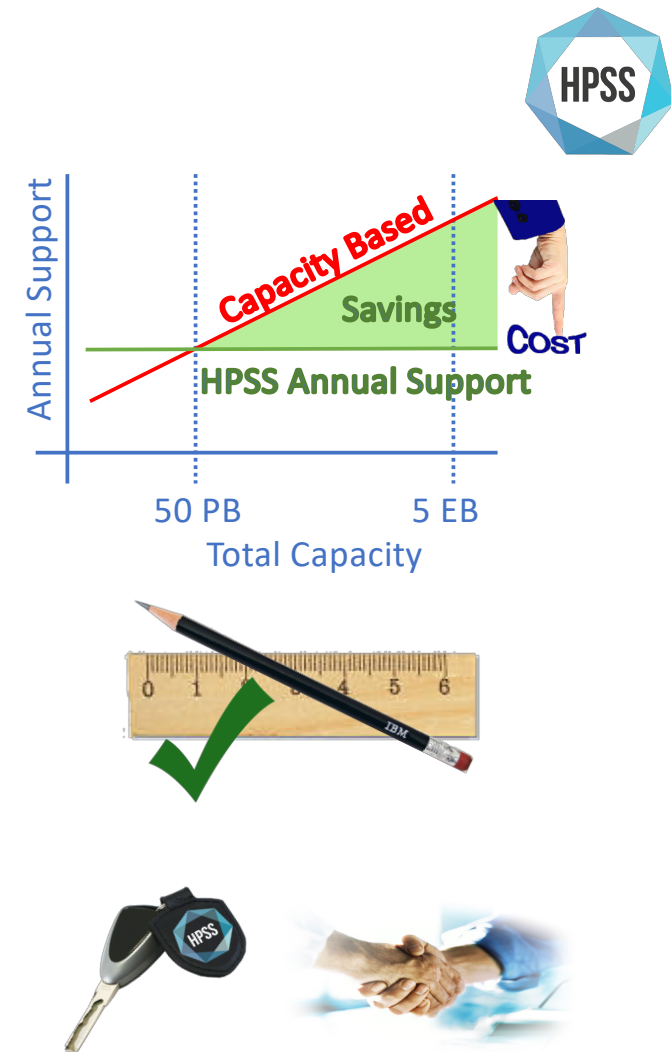 HPSS
Annual Support
Capacity Based
Savings
COST
HPSS Annual Support
50 PB
5 EB
Total Capacity
0 1 3 4 5 6
IBM
HPSS